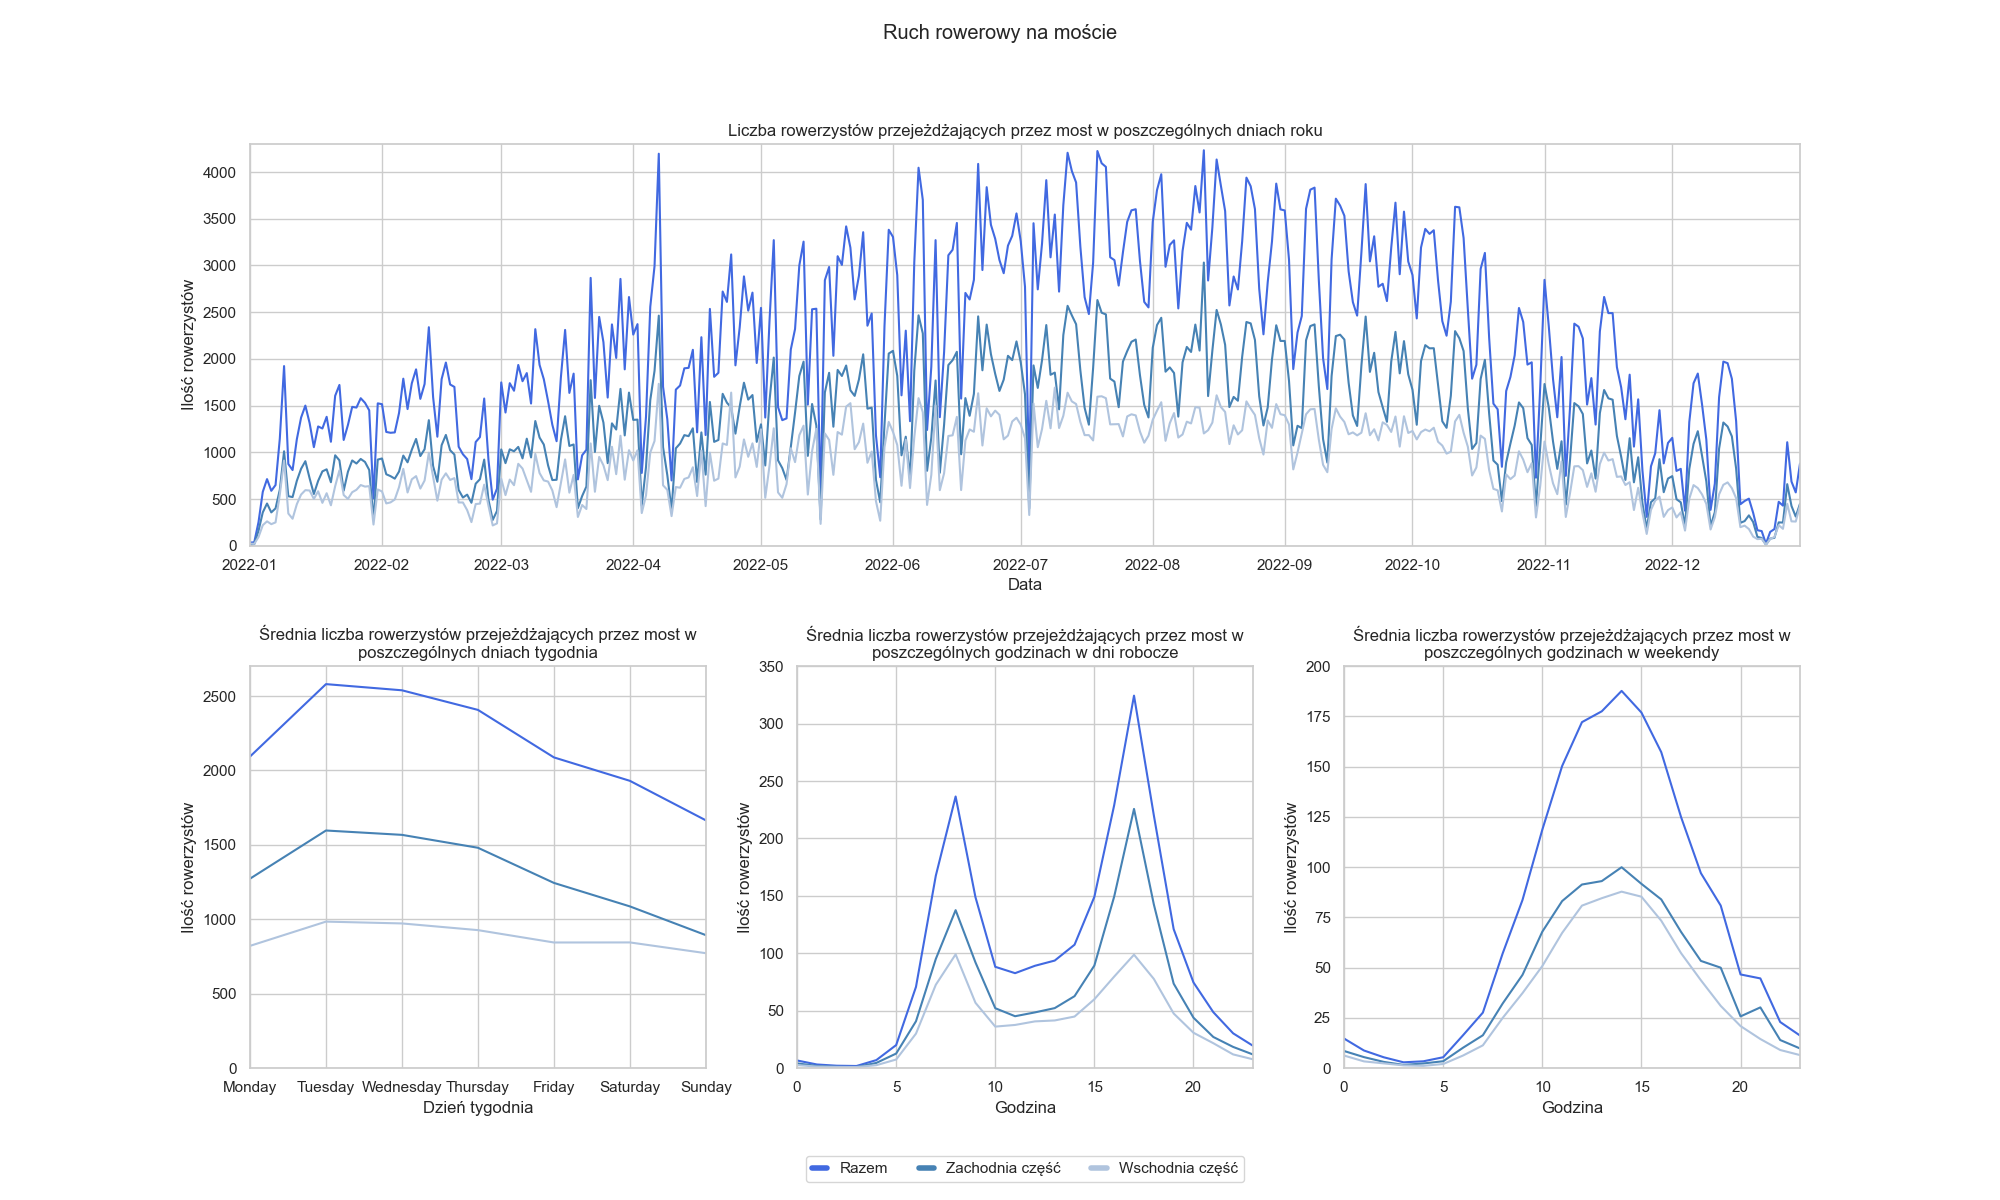 Ruch rowerowy na moście
Liczba rowerzystów przejeżdżających przez most w poszczególnych dniach roku
Ilość rowerzystów
4000
3500
3000
2500
2000
1500
1000
500
0
2022-01 2022-02 2022-03 2022-04 2022-05 2022-06 2022-07 2022-08 2022-09 2022-10 2022-11 2022-12
Data
Średnia liczba rowerzystów przejeżdżających przez most w
poszczególnych dniach tygodnia
Ilość rowerzystów
2500
2000
1500
1000
500
0
Monday Tuesday Wednesday Thursday Friday Saturday Sunday
Dzień tygodnia
Średnia liczba rowerzystów przejeżdżających przez most w
poszczególnych godzinach w dni robocze
Ilość rowerzystów
350
300
250
200
150
100
50
0
0 5 10 15 20
Godzina
Średnia liczba rowerzystów przejeżdżających przez most w
poszczególnych godzinach w weekendy
Ilość rowerzystów
200
175
150
125
100
75
50
25
0
0 5 10 15 20
Godzina
Razem Zachodnia część Wschodnia część